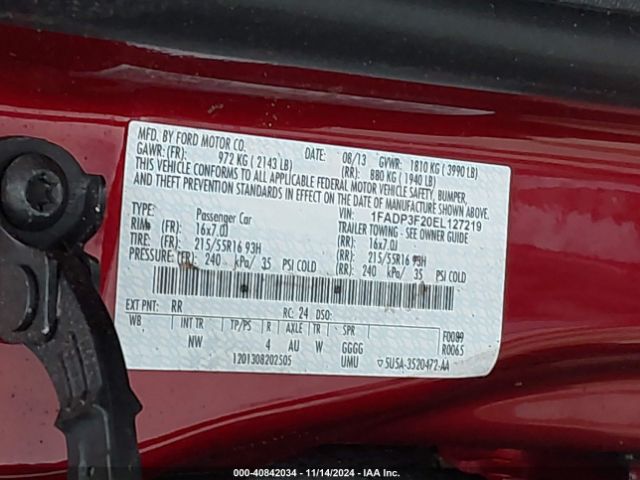 MFD. BY FORD MOTOR CO.
DATE: 08/13 GVWR: 1810 KG ( 3990 LB)
GAWR: (FR): 972 KG ( 2143 LB) (RR): 880 KG ( 1940 LB)
THIS VEHICLE CONFORMS TO ALL APPLICABLE FEDERAL MOTOR VEHICLE SAFETY, BUMPER,
AND THEFT PREVENTION STANDARDS IN EFFECT ON THE DATE OF MANUFACTURE SHOWN ABOVE.
VIN: 1FADP3F20EL127219
TYPE: Passenger Car TRAILER TOWING - SEE OWNER GUIDE
RIM: (FR): 16x7.0J (RR): 16x7.0J
TIRE: (FR): 215/55R16 93H (RR): 215/55R16 93H
PRESSURE: (FR): 240 kPa/ 35 PSI COLD (RR): 240 kPa/ 35 PSI COLD
EXT PNT: RR RC: 24 DSO: F0089
WB INT TR TP/PS R AXLE TR SPR R0065
NW 4 AU W GGGG
1201308202505 UMU ▽ 5U5A-3520472-AA
000-40842034 - 11/14/2024 - IAA Inc.